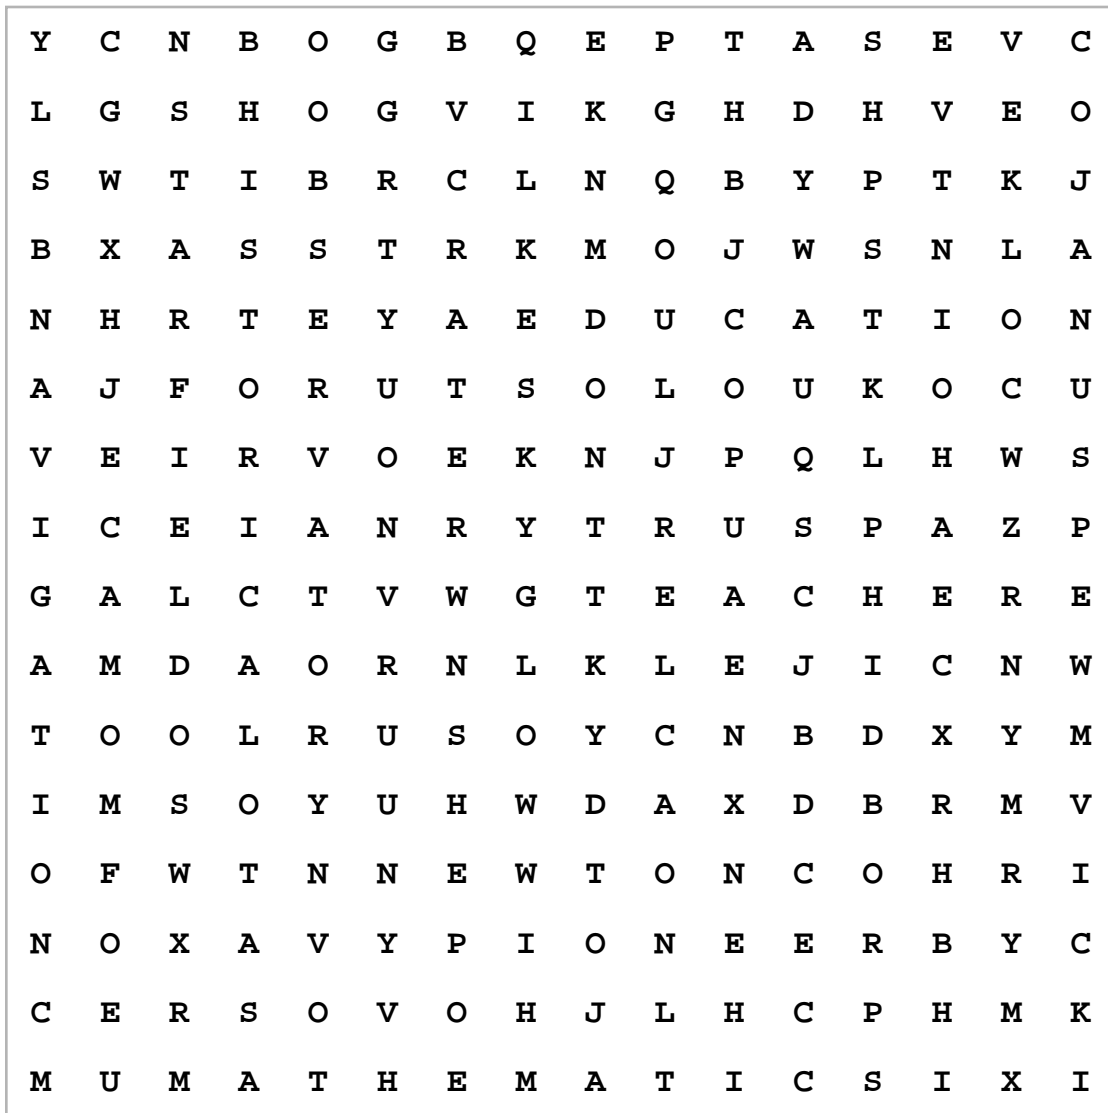 Y C N B O G B Q E P T A S E V C
L G S H O G V I K G H D H V E O
S W T I B R C L N Q B Y P T K J
B X A S S T R K M O J W S N L A
N H R T E Y A E D U C A T I O N
A J F O R U T S O L O U K O C U
V E I R V O E K N J P Q L H W S
I C E I A N R Y T R U S P A Z P
G A L C T V W G T E A C H E R E
A M D A O R N L K L E J I C N W
T O O L R U S O Y C N B D X Y M
I M S O Y U H W D A X D B R M V
O F W T N N E W T O N C O H R I
N O X A V Y P I O N E E R B Y C
C E R S O V O H J L H C P H M K
M U M A T H E M A T I C S I X I